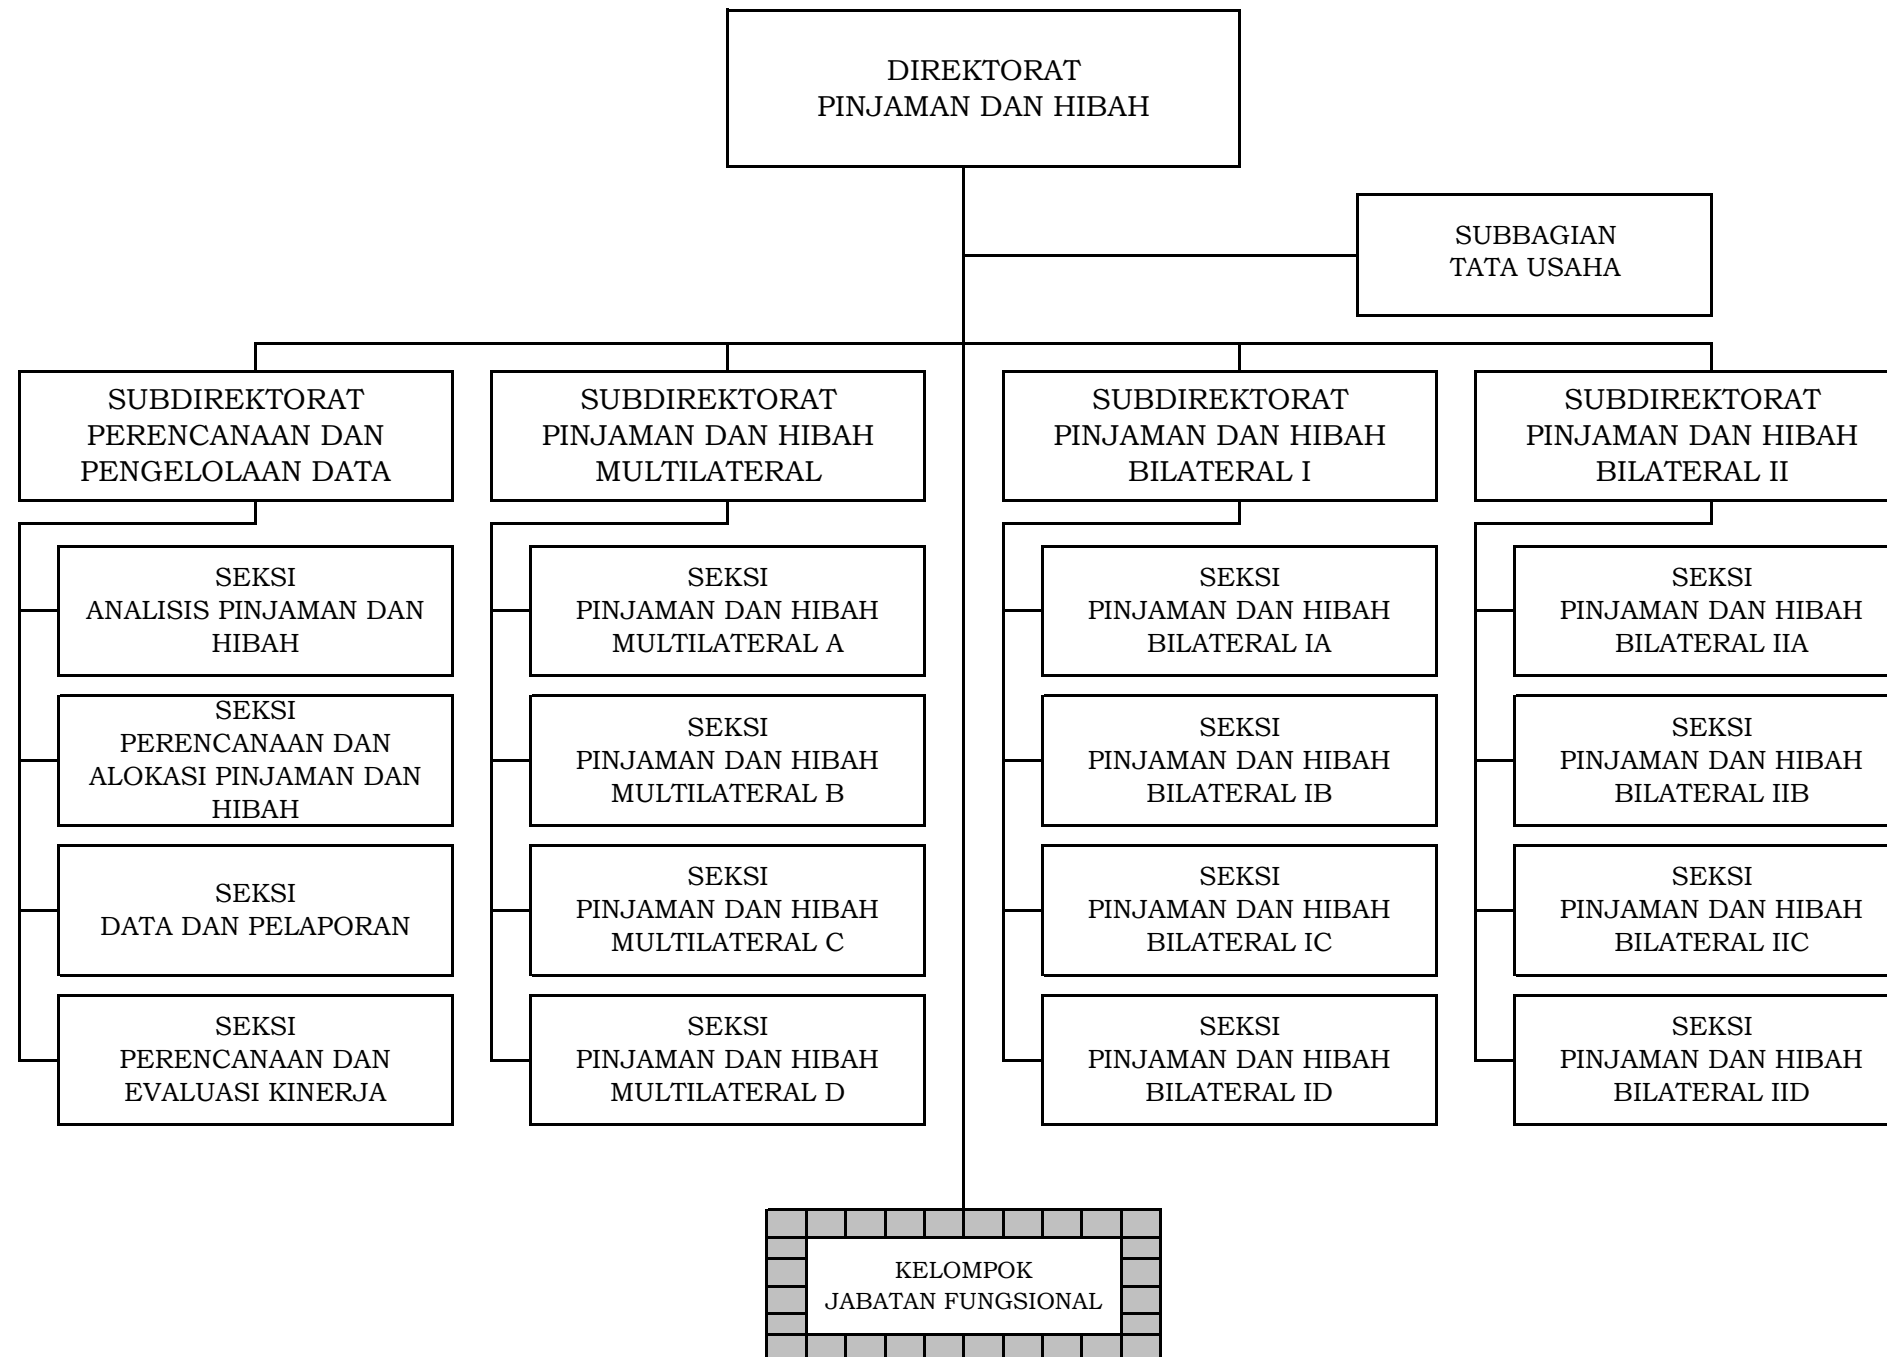 DIREKTORAT
PINJAMAN DAN HIBAH
SUBBAGIAN
TATA USAHA
SUBDIREKTORAT
PERENCANAAN DAN
PENGELOLAAN DATA
SEKSI
ANALISIS PINJAMAN DAN
HIBAH
SEKSI
PERENCANAAN DAN
ALOKASI PINJAMAN DAN
HIBAH
SEKSI
DATA DAN PELAPORAN
SEKSI
PERENCANAAN DAN
EVALUASI KINERJA
SUBDIREKTORAT
PINJAMAN DAN HIBAH
MULTILATERAL
SEKSI
PINJAMAN DAN HIBAH
MULTILATERAL A
SEKSI
PINJAMAN DAN HIBAH
MULTILATERAL B
SEKSI
PINJAMAN DAN HIBAH
MULTILATERAL C
SEKSI
PINJAMAN DAN HIBAH
MULTILATERAL D
SUBDIREKTORAT
PINJAMAN DAN HIBAH
BILATERAL I
SEKSI
PINJAMAN DAN HIBAH
BILATERAL IA
SEKSI
PINJAMAN DAN HIBAH
BILATERAL IB
SEKSI
PINJAMAN DAN HIBAH
BILATERAL IC
SEKSI
PINJAMAN DAN HIBAH
BILATERAL ID
SUBDIREKTORAT
PINJAMAN DAN HIBAH
BILATERAL II
SEKSI
PINJAMAN DAN HIBAH
BILATERAL IIA
SEKSI
PINJAMAN DAN HIBAH
BILATERAL IIB
SEKSI
PINJAMAN DAN HIBAH
BILATERAL IIC
SEKSI
PINJAMAN DAN HIBAH
BILATERAL IID
KELOMPOK
JABATAN FUNGSIONAL